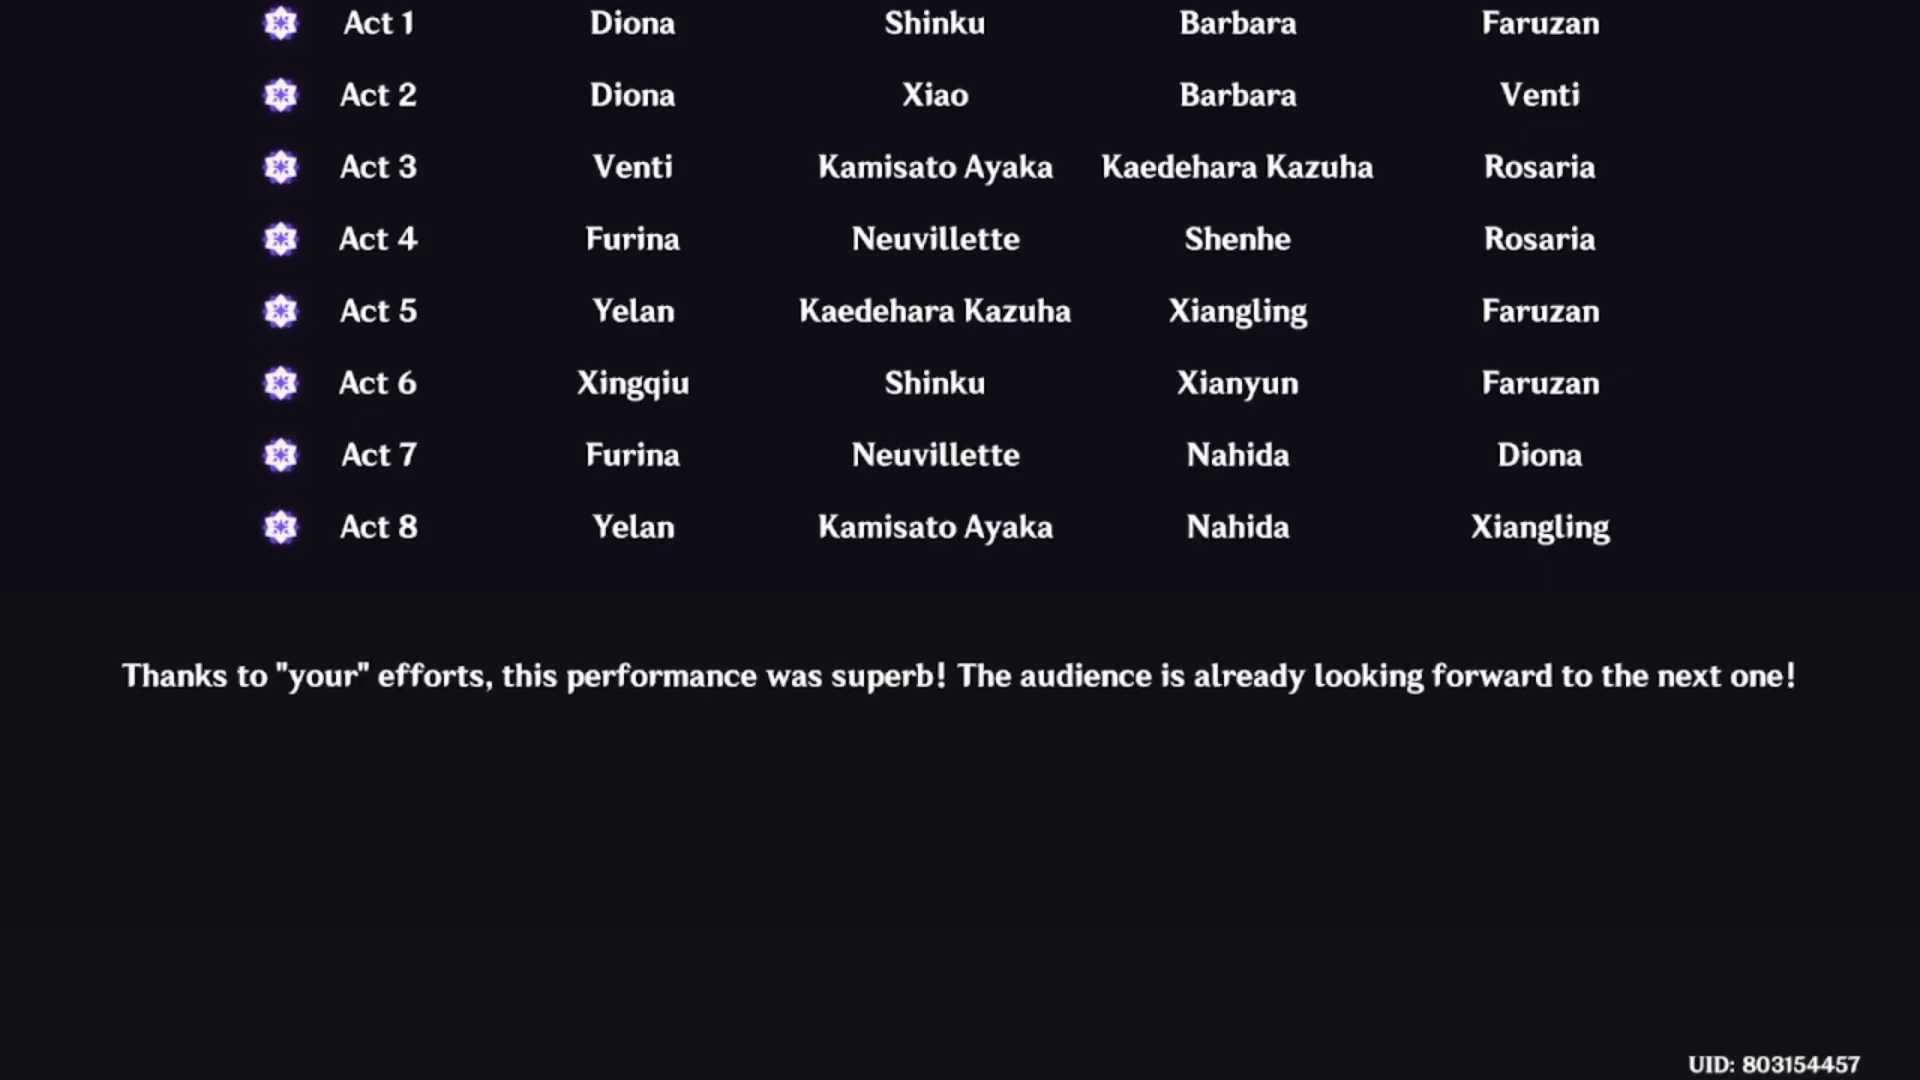 Act 1 Diona Shinku Barbara Faruzan
Act 2 Diona Xiao Barbara Venti
Act 3 Venti Kamisato Ayaka Kaedehara Kazuha Rosaria
Act 4 Furina Neuvillette Shenhe Rosaria
Act 5 Yelan Kaedehara Kazuha Xiangling Faruzan
Act 6 Xingqiu Shinku Xianyun Faruzan
Act 7 Furina Neuvillette Nahida Diona
Act 8 Yelan Kamisato Ayaka Nahida Xiangling
Thanks to "your" efforts, this performance was superb! The audience is already looking forward to the next one!
UID: 803154457